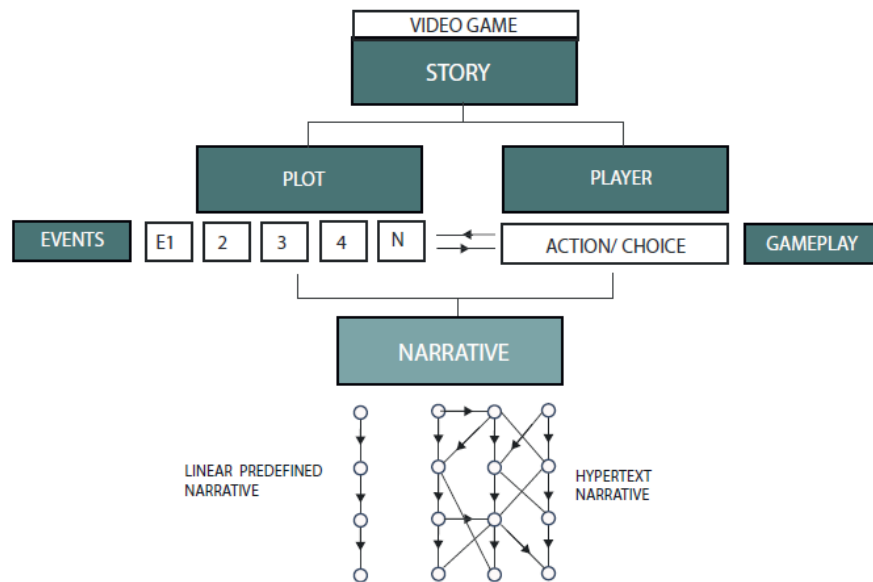 VIDEO GAME
STORY
PLOT
PLAYER
EVENTS
E1
2
3
4
N
ACTION/ CHOICE
GAMEPLAY
NARRATIVE
LINEAR PREDEFINED
NARRATIVE
HYPERTEXT
NARRATIVE